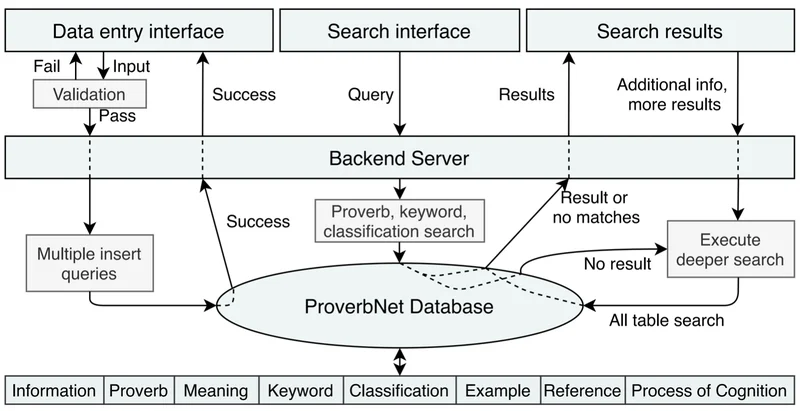 Data entry interface
Search interface
Search results
Fail
Input
Validation
Pass
Success
Query
Results
Additional info,
more results
Backend Server
Multiple insert
queries
Success
Proverb, keyword,
classification search
Result or
no matches
No result
Execute
deeper search
ProverbNet Database
All table search
Information
Proverb
Meaning
Keyword
Classification
Example
Reference
Process of Cognition